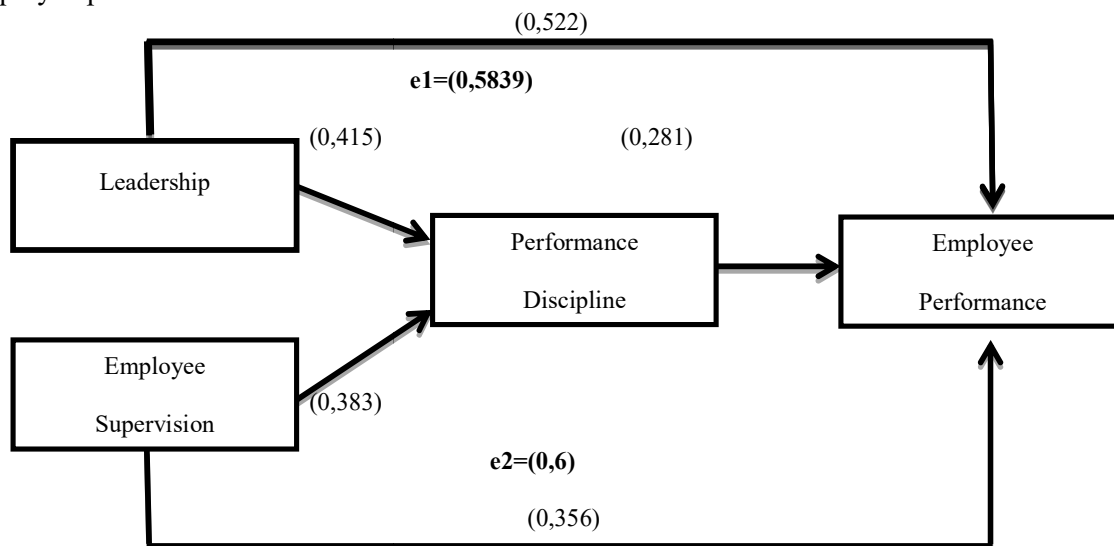 (0,522)
e1=(0,5839)
(0,415)
(0,281)
Leadership
Performance
Discipline
Employee
Performance
Employee
Supervision
(0,383)
e2=(0,6)
(0,356)